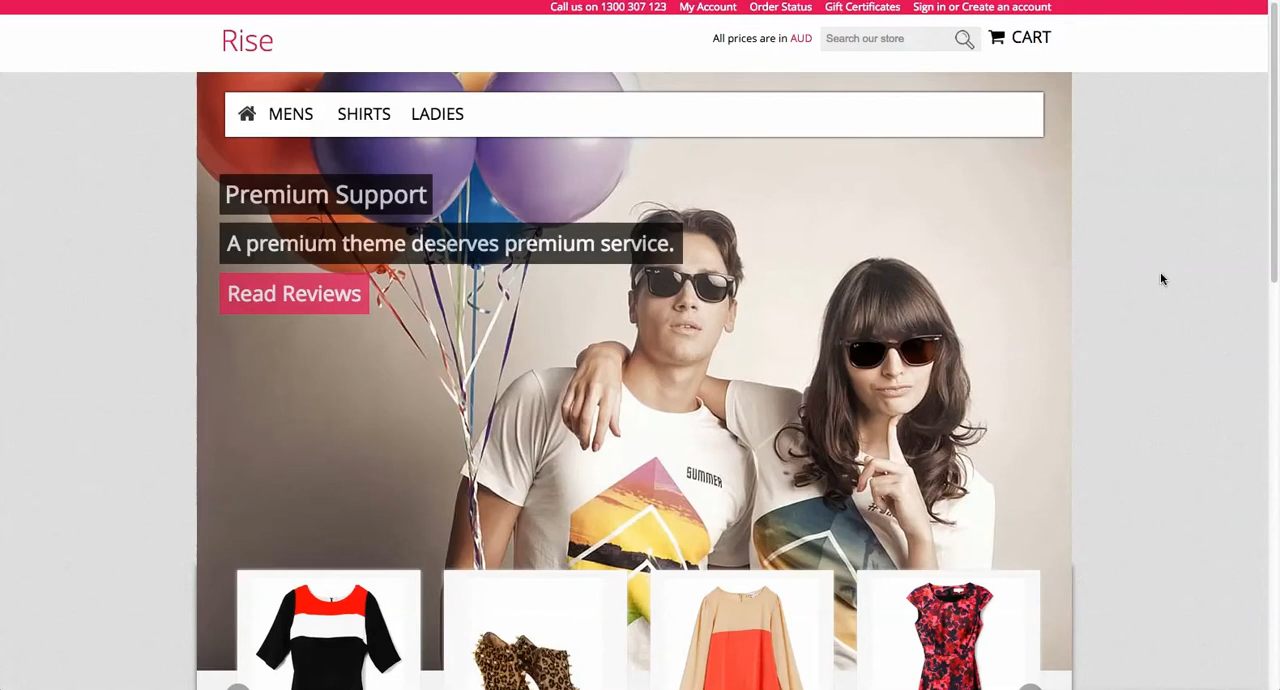 Call us on 1300 307 123 My Account Order Status Gift Certificates Sign in or Create an account
Rise
All prices are in AUD
Search our store
CART
MENS SHIRTS LADIES
Premium Support
A premium theme deserves premium service.
Read Reviews
SUMMER